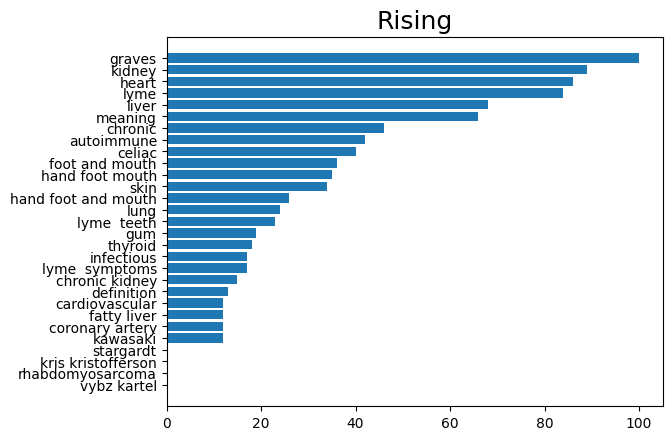 Rising
graves
kidney
heart
lyme
liver
meaning
chronic
autoimmune
celiac
foot and mouth
hand foot mouth
skin
hand foot and mouth
lung
lyme  teeth
gum
thyroid
infectious
lyme  symptoms
chronic kidney
definition
cardiovascular
fatty liver
coronary artery
kawasaki
stargardt
kris kristofferson
rhabdomyosarcoma
vybz kartel
0 20 40 60 80 100